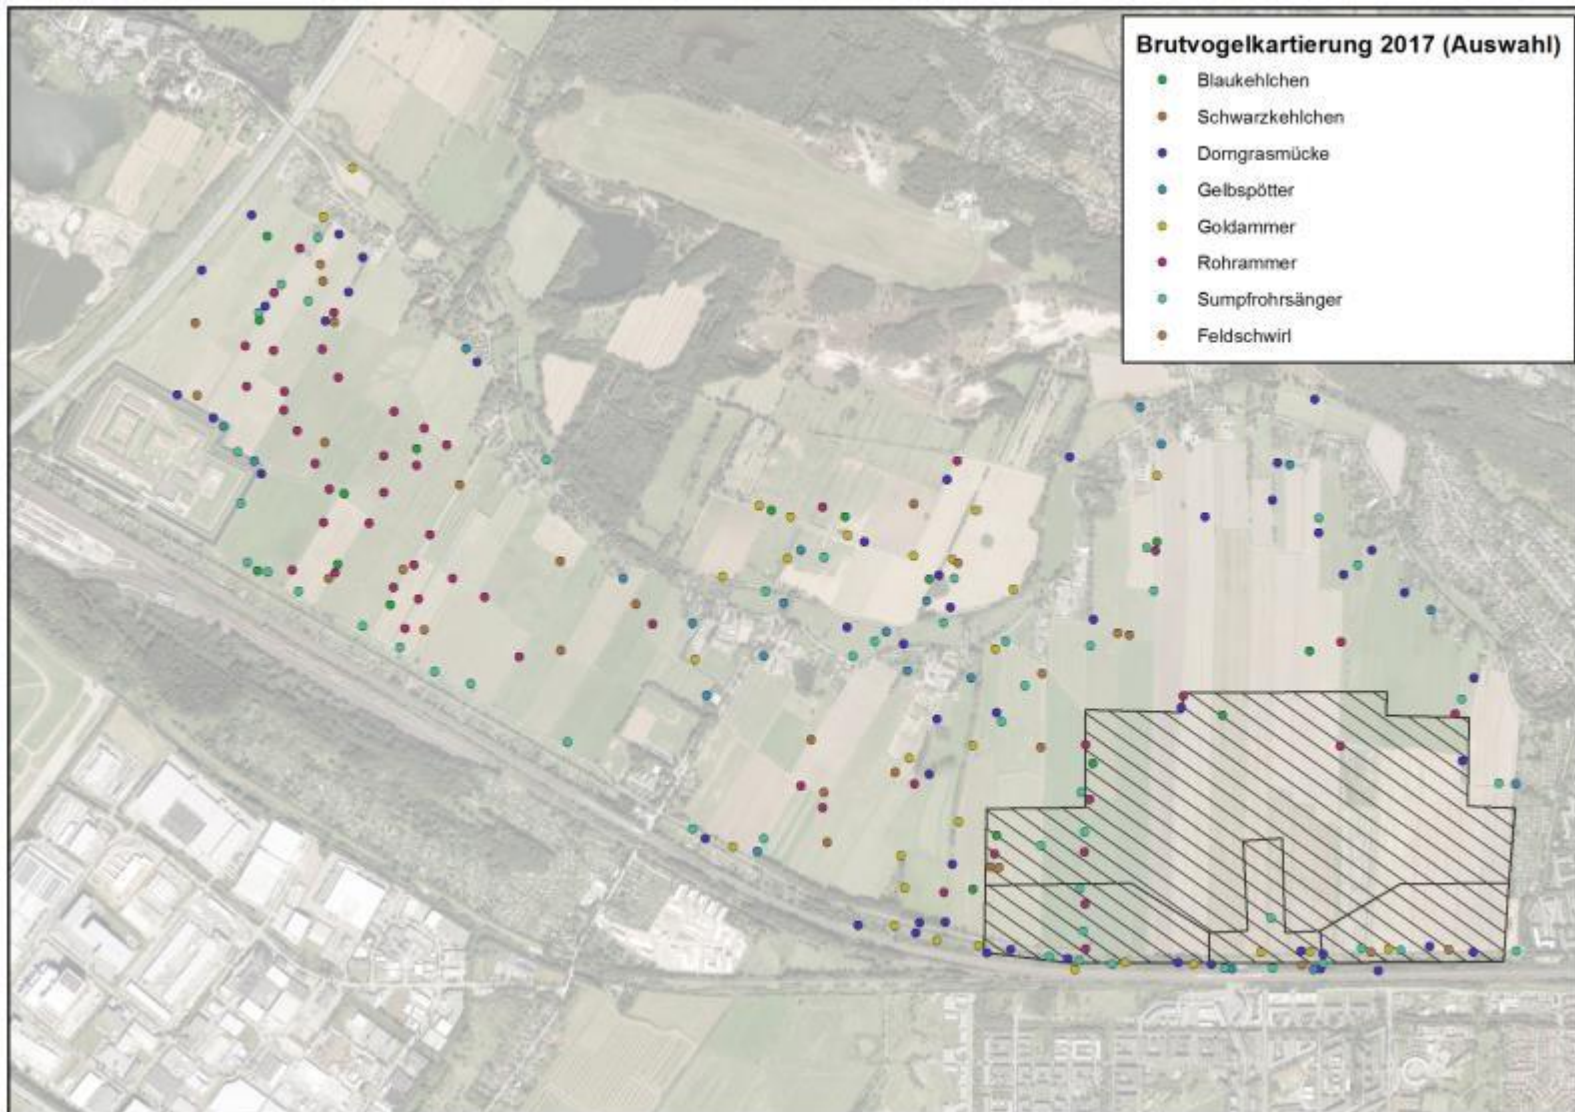 Brutvogelkartierung 2017 (Auswahl)
Blaukehlchen
Schwarzkehlchen
Dorngrasmücke
Gelbspötter
Goldammer
Rohrammer
Sumpfrohrsänger
Feldschwirl